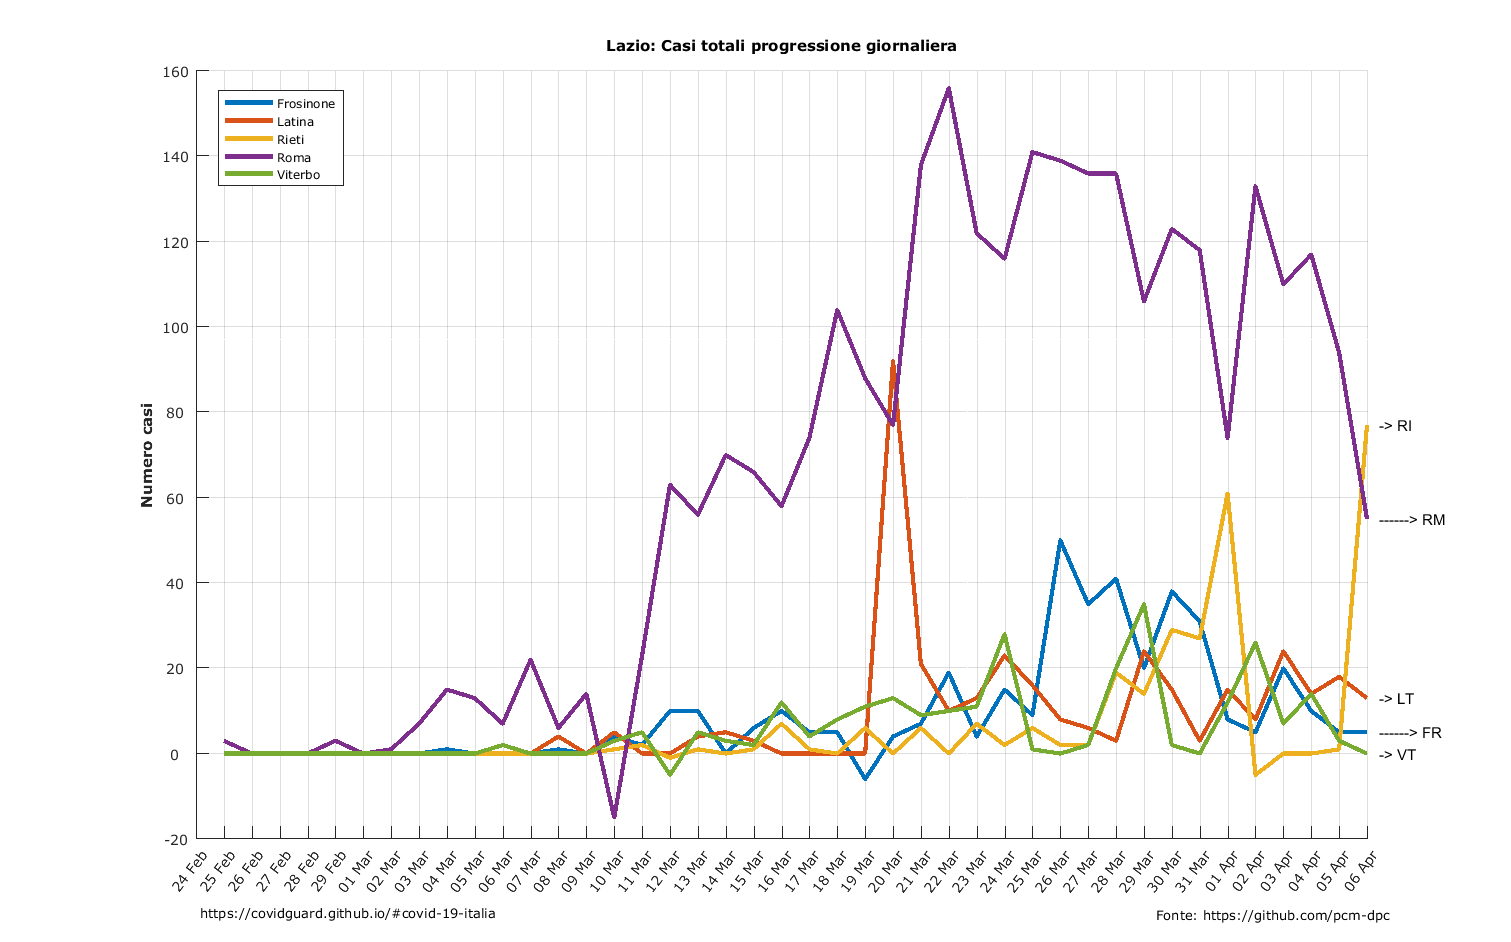 Lazio: Casi totali progressione giornaliera
160
140
120
100
80
60
40
20
0
-20
Numero casi
Frosinone
Latina
Rieti
Roma
Viterbo
-> RI
------> RM
-> LT
------> FR
-> VT
24 Feb
25 Feb
26 Feb
27 Feb
28 Feb
29 Feb
01 Mar
02 Mar
03 Mar
04 Mar
05 Mar
06 Mar
07 Mar
08 Mar
09 Mar
10 Mar
11 Mar
12 Mar
13 Mar
14 Mar
15 Mar
16 Mar
17 Mar
18 Mar
19 Mar
20 Mar
21 Mar
22 Mar
23 Mar
24 Mar
25 Mar
26 Mar
27 Mar
28 Mar
29 Mar
30 Mar
31 Mar
01 Apr
02 Apr
03 Apr
04 Apr
05 Apr
06 Apr
https://covidguard.github.io/#covid-19-italia
Fonte: https://github.com/pcm-dpc